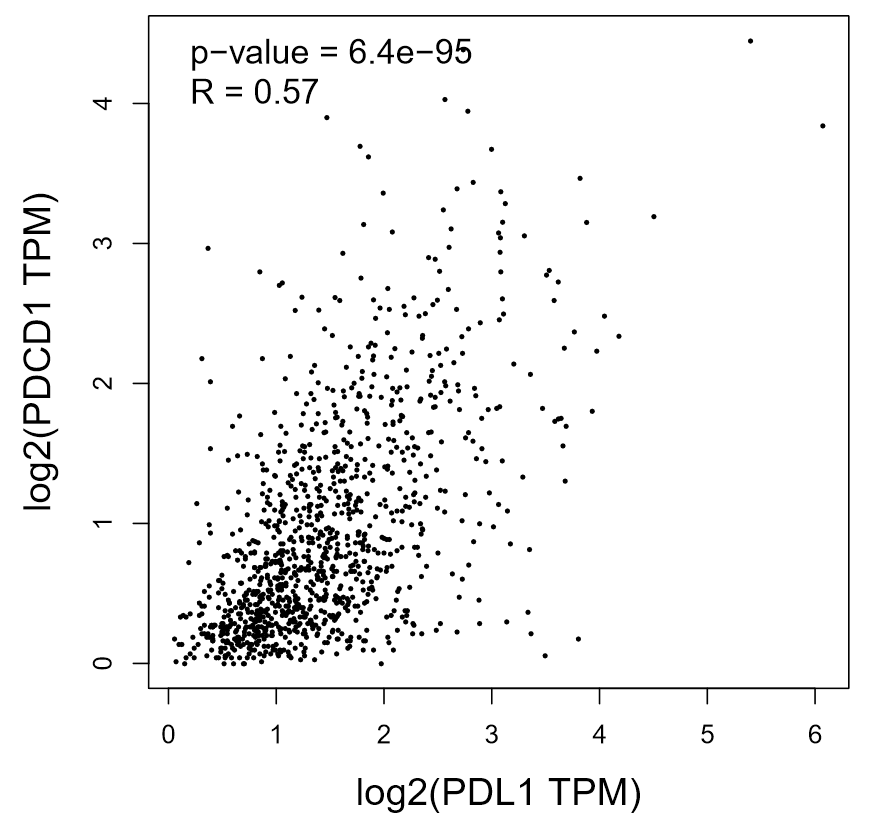 p−value = 6.4e−95
R = 0.57
log2(PDCD1 TPM)
4
3
2
1
0
0 1 2 3 4 5 6
log2(PDL1 TPM)